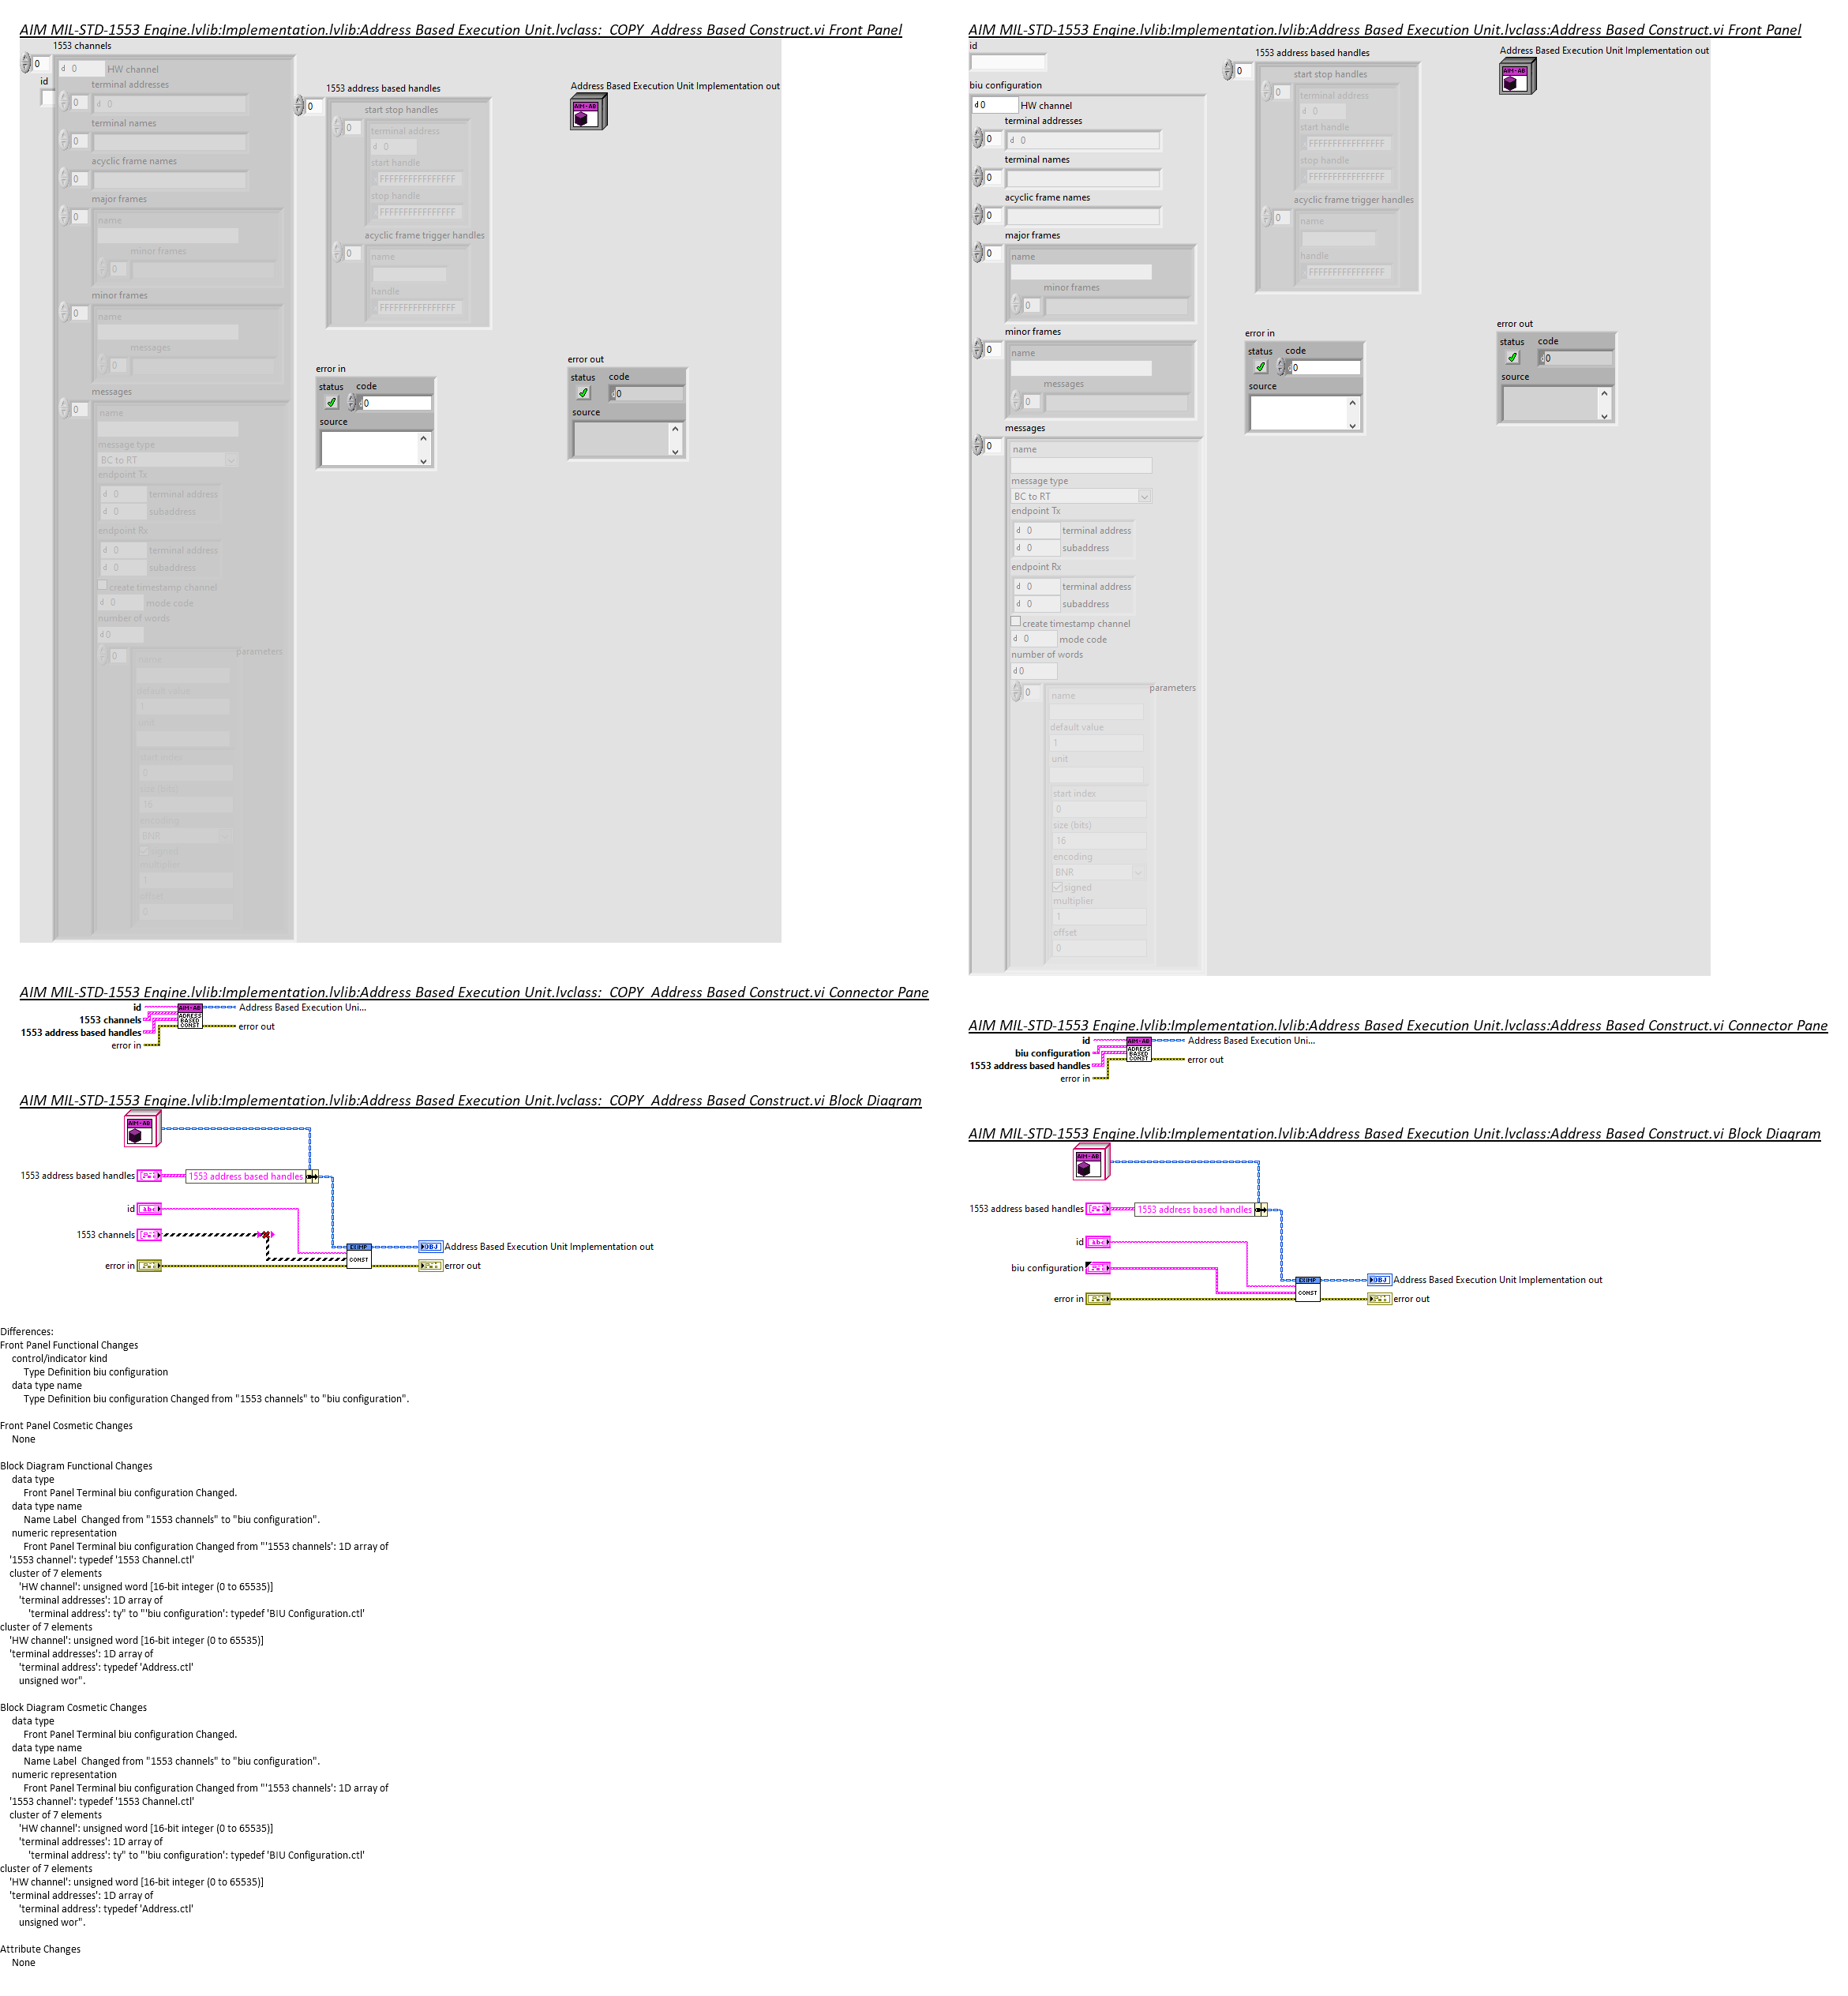 AIM MIL-STD-1553 Engine.lvlib:Implementation.lvlib:Address Based Execution Unit.lvclass:_COPY_Address Based Construct.vi Front Panel
1553 channels
0
d 0 HW channel
id
terminal addresses
0 d 0
terminal names
0
acyclic frame names
0
major frames
0
name
minor frames
0
minor frames
0
name
messages
0
messages
0
name
message type
BC to RT
endpoint Tx
d 0 terminal address
d 0 subaddress
endpoint Rx
d 0 terminal address
d 0 subaddress
create timestamp channel
d 0 mode code
number of words
d 0
0 parameters
name
default value
1
unit
start index
0
size (bits)
16
encoding
BNR
signed
multiplier
1
offset
0
1553 address based handles
0
start stop handles
0
terminal address
d 0
start handle
FFFFFFFFFFFFFFFF
stop handle
FFFFFFFFFFFFFFFF
acyclic frame trigger handles
0
name
handle
FFFFFFFFFFFFFFFF
Address Based Execution Unit Implementation out
AIM-AB
error in
status code
d0
source
error out
status code
d0
source
AIM MIL-STD-1553 Engine.lvlib:Implementation.lvlib:Address Based Execution Unit.lvclass:Address Based Construct.vi Front Panel
id
biu configuration
d 0 HW channel
terminal addresses
0 d 0
terminal names
0
acyclic frame names
0
major frames
0
name
minor frames
0
minor frames
0
name
messages
0
messages
0
name
message type
BC to RT
endpoint Tx
d 0 terminal address
d 0 subaddress
endpoint Rx
d 0 terminal address
d 0 subaddress
create timestamp channel
d 0 mode code
number of words
d 0
0 parameters
name
default value
1
unit
start index
0
size (bits)
16
encoding
BNR
signed
multiplier
1
offset
0
1553 address based handles
0
start stop handles
0
terminal address
d 0
start handle
FFFFFFFFFFFFFFFF
stop handle
FFFFFFFFFFFFFFFF
acyclic frame trigger handles
0
name
handle
FFFFFFFFFFFFFFFF
Address Based Execution Unit Implementation out
AIM-AB
error in
status code
d0
source
error out
status code
d0
source
AIM MIL-STD-1553 Engine.lvlib:Implementation.lvlib:Address Based Execution Unit.lvclass:_COPY_Address Based Construct.vi Connector Pane
id
1553 channels
1553 address based handles
error in
AIM-AB
ADRESS
BASED
CONST
Address Based Execution Uni...
error out
AIM MIL-STD-1553 Engine.lvlib:Implementation.lvlib:Address Based Execution Unit.lvclass:Address Based Construct.vi Connector Pane
id
biu configuration
1553 address based handles
error in
AIM-AB
ADRESS
BASED
CONST
Address Based Execution Uni...
error out
AIM MIL-STD-1553 Engine.lvlib:Implementation.lvlib:Address Based Execution Unit.lvclass:_COPY_Address Based Construct.vi Block Diagram
AIM-AB
1553 address based handles 1553 address based handles
id abc
1553 channels
COMP
CONST
OBJ Address Based Execution Unit Implementation out
error in error out
AIM MIL-STD-1553 Engine.lvlib:Implementation.lvlib:Address Based Execution Unit.lvclass:Address Based Construct.vi Block Diagram
AIM-AB
1553 address based handles 1553 address based handles
id abc
biu configuration
COMP
CONST
OBJ Address Based Execution Unit Implementation out
error in error out
Differences:
Front Panel Functional Changes
control/indicator kind
Type Definition biu configuration
data type name
Type Definition biu configuration Changed from "1553 channels" to "biu configuration".
Front Panel Cosmetic Changes
None
Block Diagram Functional Changes
data type
Front Panel Terminal biu configuration Changed.
data type name
Name Label  Changed from "1553 channels" to "biu configuration".
numeric representation
Front Panel Terminal biu configuration Changed from "'1553 channels': 1D array of
'1553 channel': typedef '1553 Channel.ctl'
cluster of 7 elements
'HW channel': unsigned word [16-bit integer (0 to 65535)]
'terminal addresses': 1D array of
'terminal address': ty" to "'biu configuration': typedef 'BIU Configuration.ctl'
cluster of 7 elements
'HW channel': unsigned word [16-bit integer (0 to 65535)]
'terminal addresses': 1D array of
'terminal address': typedef 'Address.ctl'
unsigned wor".
Block Diagram Cosmetic Changes
data type
Front Panel Terminal biu configuration Changed.
data type name
Name Label  Changed from "1553 channels" to "biu configuration".
numeric representation
Front Panel Terminal biu configuration Changed from "'1553 channels': 1D array of
'1553 channel': typedef '1553 Channel.ctl'
cluster of 7 elements
'HW channel': unsigned word [16-bit integer (0 to 65535)]
'terminal addresses': 1D array of
'terminal address': ty" to "'biu configuration': typedef 'BIU Configuration.ctl'
cluster of 7 elements
'HW channel': unsigned word [16-bit integer (0 to 65535)]
'terminal addresses': 1D array of
'terminal address': typedef 'Address.ctl'
unsigned wor".
Attribute Changes
None